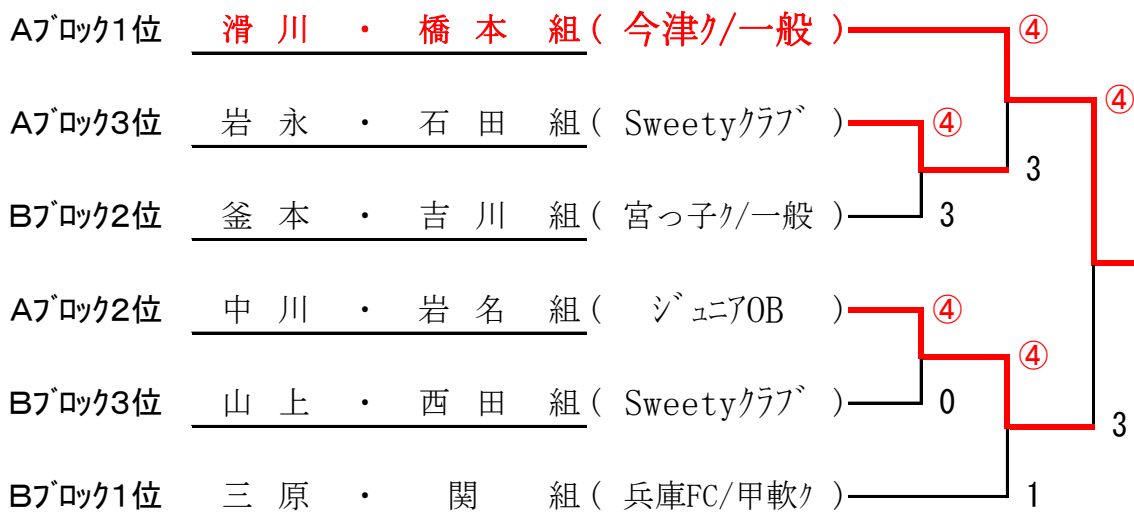 Aﾌﾞﾛｯｸ1位 滑川・橋本 組( 今津ｸ/一般 ) ④
④
Aﾌﾞﾛｯｸ3位 岩永・石田 組( Sweetyｸﾗﾌﾞ ) ④
3
Bﾌﾞﾛｯｸ2位 釜本・吉川 組( 宮っ子ｸ/一般 ) 3
Aﾌﾞﾛｯｸ2位 中川・岩名 組( ｼﾞｭﾆｱOB ) ④
④
Bﾌﾞﾛｯｸ3位 山上・西田 組( Sweetyｸﾗﾌﾞ ) 0
3
Bﾌﾞﾛｯｸ1位 三原・関 組( 兵庫FC/甲軟ｸ ) 1